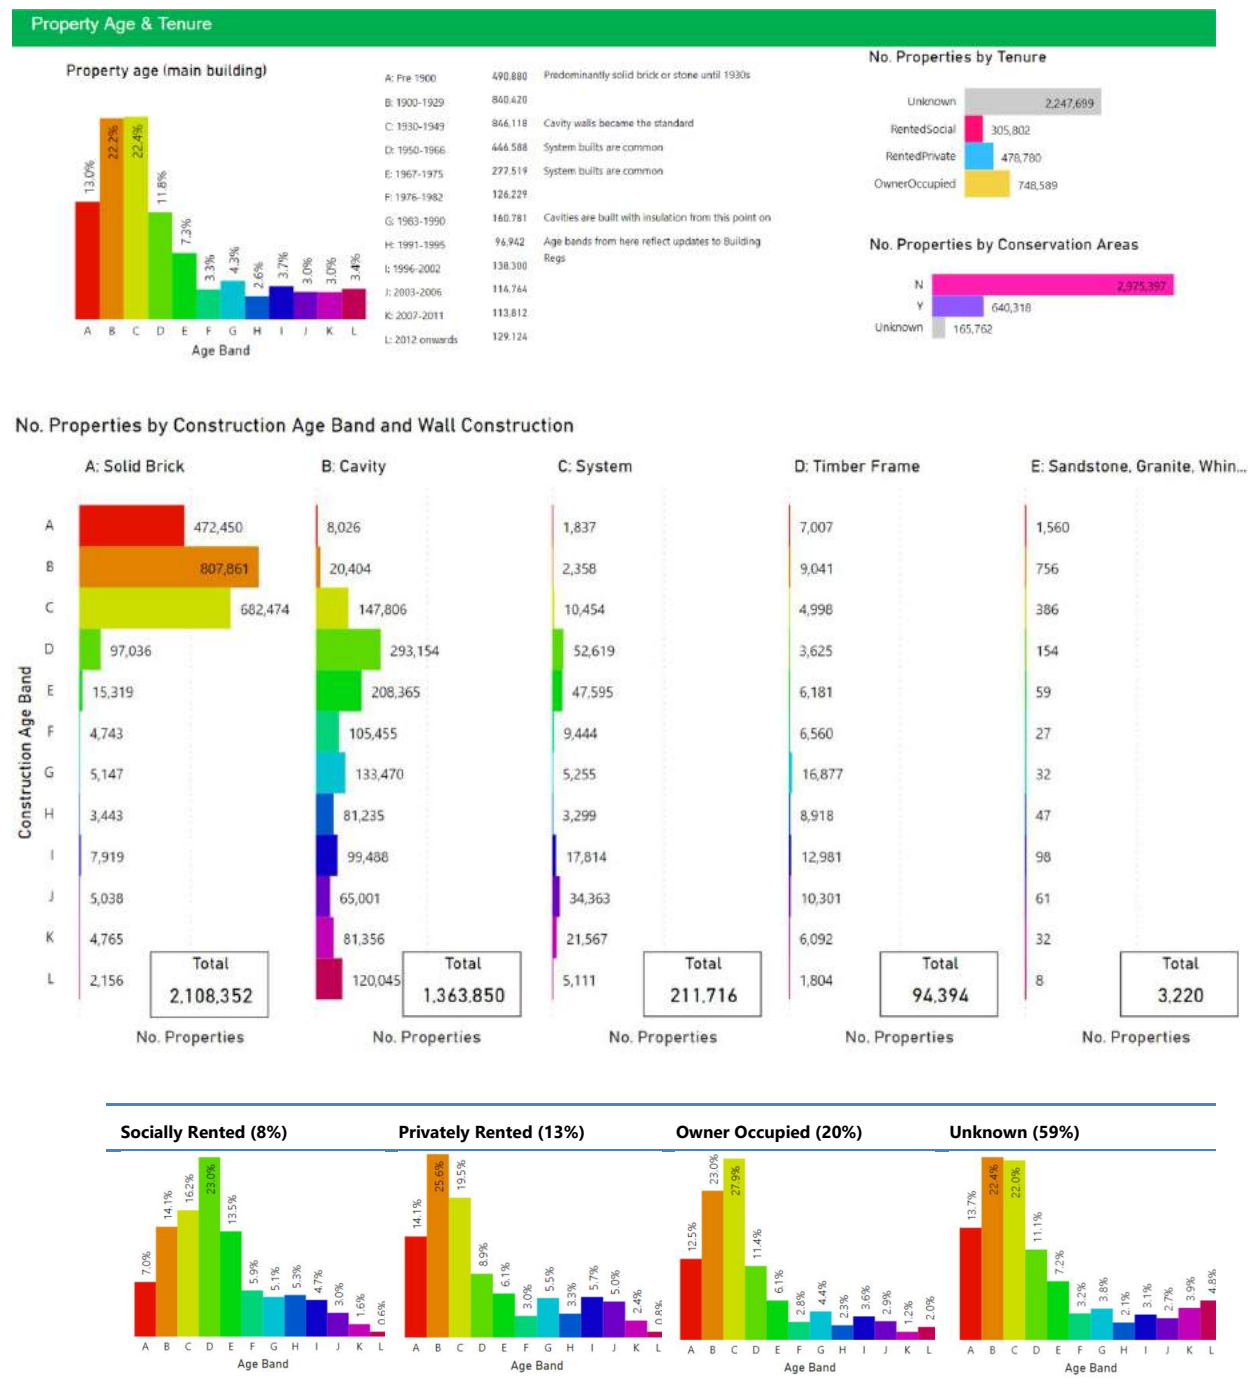 Property Age & Tenure
Property age (main building)
13.0%
22.2%
22.4%
11.8%
7.3%
3.3%
4.3%
2.6%
3.7%
3.0%
3.0%
3.4%
A B C D E F G H I J K L
Age Band
A: Pre 1900 490,880 Predominantly solid brick or stone until 1930s
B: 1900-1929 840,420
C: 1930-1949 846,118 Cavity walls became the standard
D: 1950-1966 446,588 System builts are common
E: 1967-1975 277,519 System builts are common
F: 1976-1982 126,229
G: 1983-1990 160,781 Cavities are built with insulation from this point on
H: 1991-1995 96,942 Age bands from here reflect updates to Building
Regs
I: 1996-2002 138,300
J: 2003-2006 114,764
K: 2007-2011 113,812
L: 2012 onwards 129,124
No. Properties by Tenure
Unknown 2,247,699
RentedSocial 305,802
RentedPrivate 478,780
OwnerOccupied 748,589
No. Properties by Conservation Areas
N 2,975,397
Y 640,318
Unknown 165,762
No. Properties by Construction Age Band and Wall Construction
A: Solid Brick B: Cavity C: System D: Timber Frame E: Sandstone, Granite, Whin...
Construction Age Band
A 472,450 8,026 1,837 7,007 1,560
B 807,861 20,404 2,358 9,041 756
C 682,474 147,806 10,454 4,998 386
D 97,036 293,154 52,619 3,625 154
E 15,319 208,365 47,595 6,181 59
F 4,743 105,455 9,444 6,560 27
G 5,147 133,470 5,255 16,877 32
H 3,443 81,235 3,299 8,918 47
I 7,919 99,488 17,814 12,981 98
J 5,038 65,001 34,363 10,301 61
K 4,765 81,356 21,567 6,092 32
L 2,156 120,045 5,111 1,804 8
Total Total Total Total Total
2,108,352 1,363,850 211,716 94,394 3,220
No. Properties No. Properties No. Properties No. Properties No. Properties
Socially Rented (8%) Privately Rented (13%) Owner Occupied (20%) Unknown (59%)
7.0% 14.1% 16.2% 23.0% 13.5% 5.9% 5.1% 5.3% 4.7% 3.0% 1.6% 0.6%
A B C D E F G H I J K L
Age Band
14.1% 25.6% 19.5% 8.9% 6.1% 3.0% 5.5% 3.3% 5.7% 5.0% 2.4% 0.8%
A B C D E F G H I J K L
Age Band
12.5% 23.0% 27.9% 11.4% 6.1% 2.8% 4.4% 2.3% 3.6% 2.9% 1.2% 2.0%
A B C D E F G H I J K L
Age Band
13.7% 22.4% 22.0% 11.1% 7.2% 3.2% 3.8% 2.1% 3.1% 2.7% 3.9% 4.8%
A B C D E F G H I J K L
Age Band